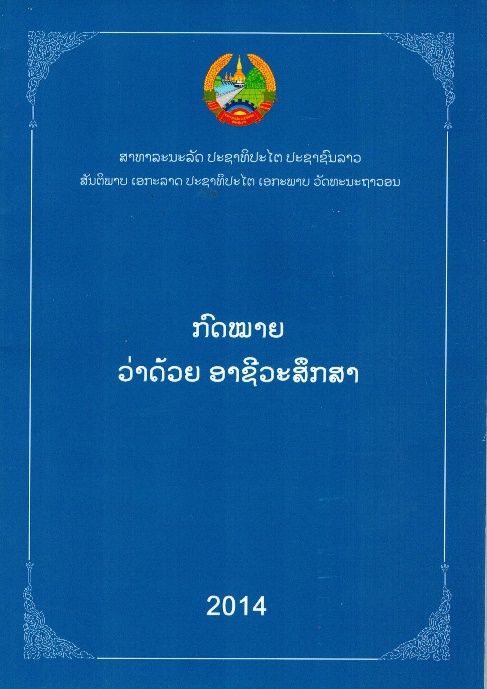 ສາທາລະນະລັດ ປະຊາທິປະໄຕ ປະຊາຊົນລາວ
ສັນຕິພາບ ເອກະລາດ ປະຊາທິປະໄຕ ເອກະພາບ ວັດທະນະຖາວອນ
ກົດໝາຍ
ວ່າດ້ວຍ ອາຊີວະສຶກສາ
2014